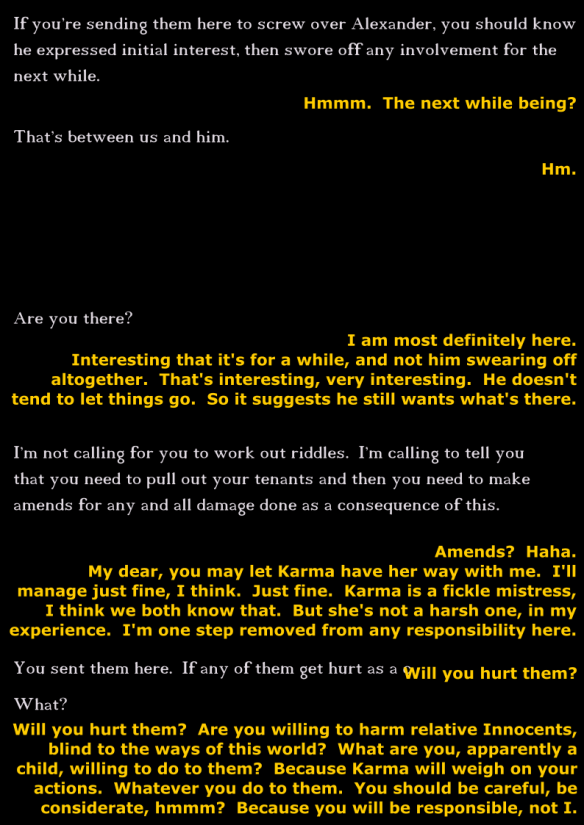 If you're sending them here to screw over Alexander, you should know
he expressed initial interest, then swore off any involvement for the
next while.
Hmmm.  The next while being?
That's between us and him.
Hm.
Are you there?
I am most definitely here.
Interesting that it's for a while, and not him swearing off
altogether.  That's interesting, very interesting.  He doesn't
tend to let things go.  So it suggests he still wants what's there.
I'm not calling for you to work out riddles.  I'm calling to tell you
that you need to pull out your tenants and then you need to make
amends for any and all damage done as a consequence of this.
Amends?  Haha.
My dear, you may let Karma have her way with me.  I'll
manage just fine, I think.  Just fine.  Karma is a fickle mistress,
I think we both know that.  But she's not a harsh one, in my
experience.  I'm one step removed from any responsibility here.
You sent them here.  If any of them get hurt as a
Will you hurt them?
What?
Will you hurt them?  Are you willing to harm relative Innocents,
blind to the ways of this world?  What are you, apparently a
child, willing to do to them?  Because Karma will weigh on your
actions.  Whatever you do to them.  You should be careful, be
considerate, hmmm?  Because you will be responsible, not I.